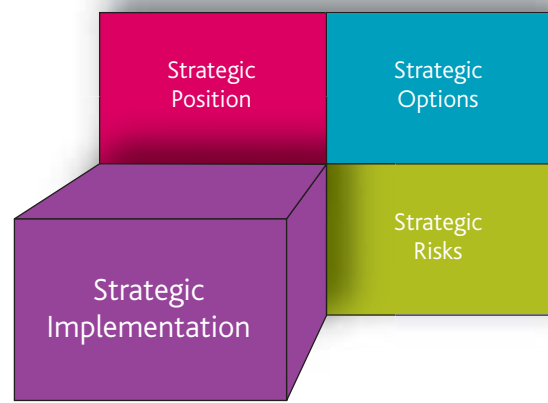 Strategic
Position
Strategic
Options
Strategic
Risks
Strategic
Implementation